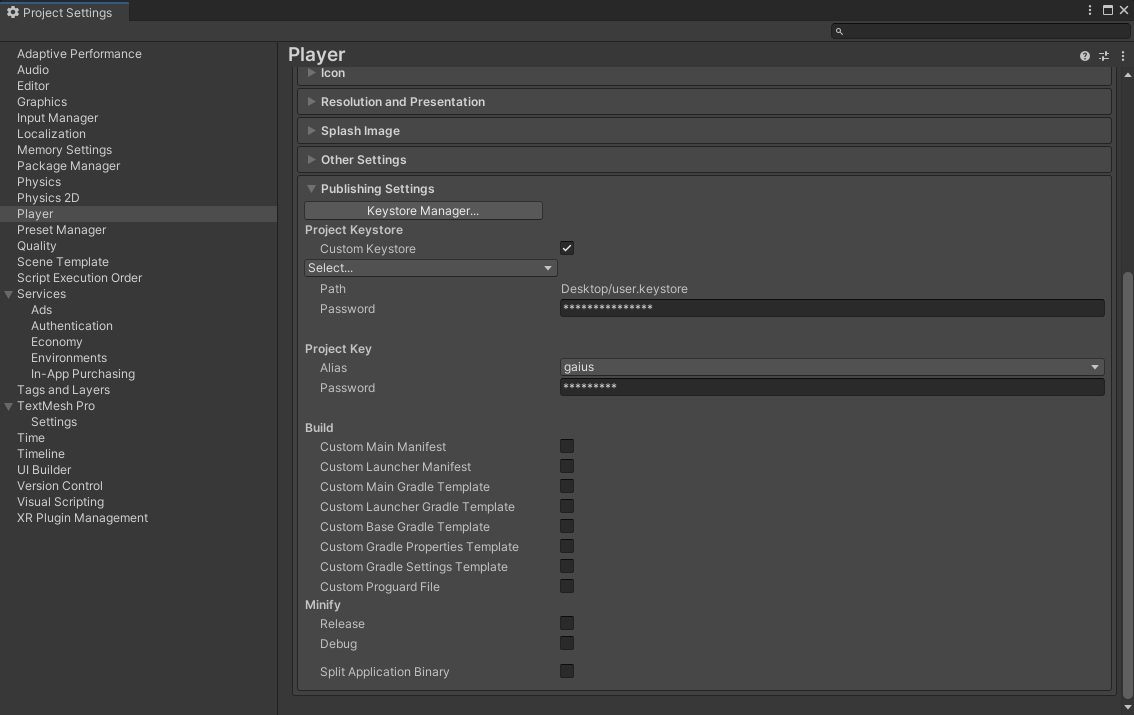 Project Settings
Adaptive Performance
Audio
Editor
Graphics
Input Manager
Localization
Memory Settings
Package Manager
Physics
Physics 2D
Player
Preset Manager
Quality
Scene Template
Script Execution Order
Services
Ads
Authentication
Economy
Environments
In-App Purchasing
Tags and Layers
TextMesh Pro
Settings
Time
Timeline
UI Builder
Version Control
Visual Scripting
XR Plugin Management
Player
Icon
Resolution and Presentation
Splash Image
Other Settings
Publishing Settings
Keystore Manager...
Project Keystore
Custom Keystore
Select...
Path Desktop/user.keystore
Password ***************
Project Key
Alias gaius
Password *********
Build
Custom Main Manifest
Custom Launcher Manifest
Custom Main Gradle Template
Custom Launcher Gradle Template
Custom Base Gradle Template
Custom Gradle Properties Template
Custom Gradle Settings Template
Custom Proguard File
Minify
Release
Debug
Split Application Binary